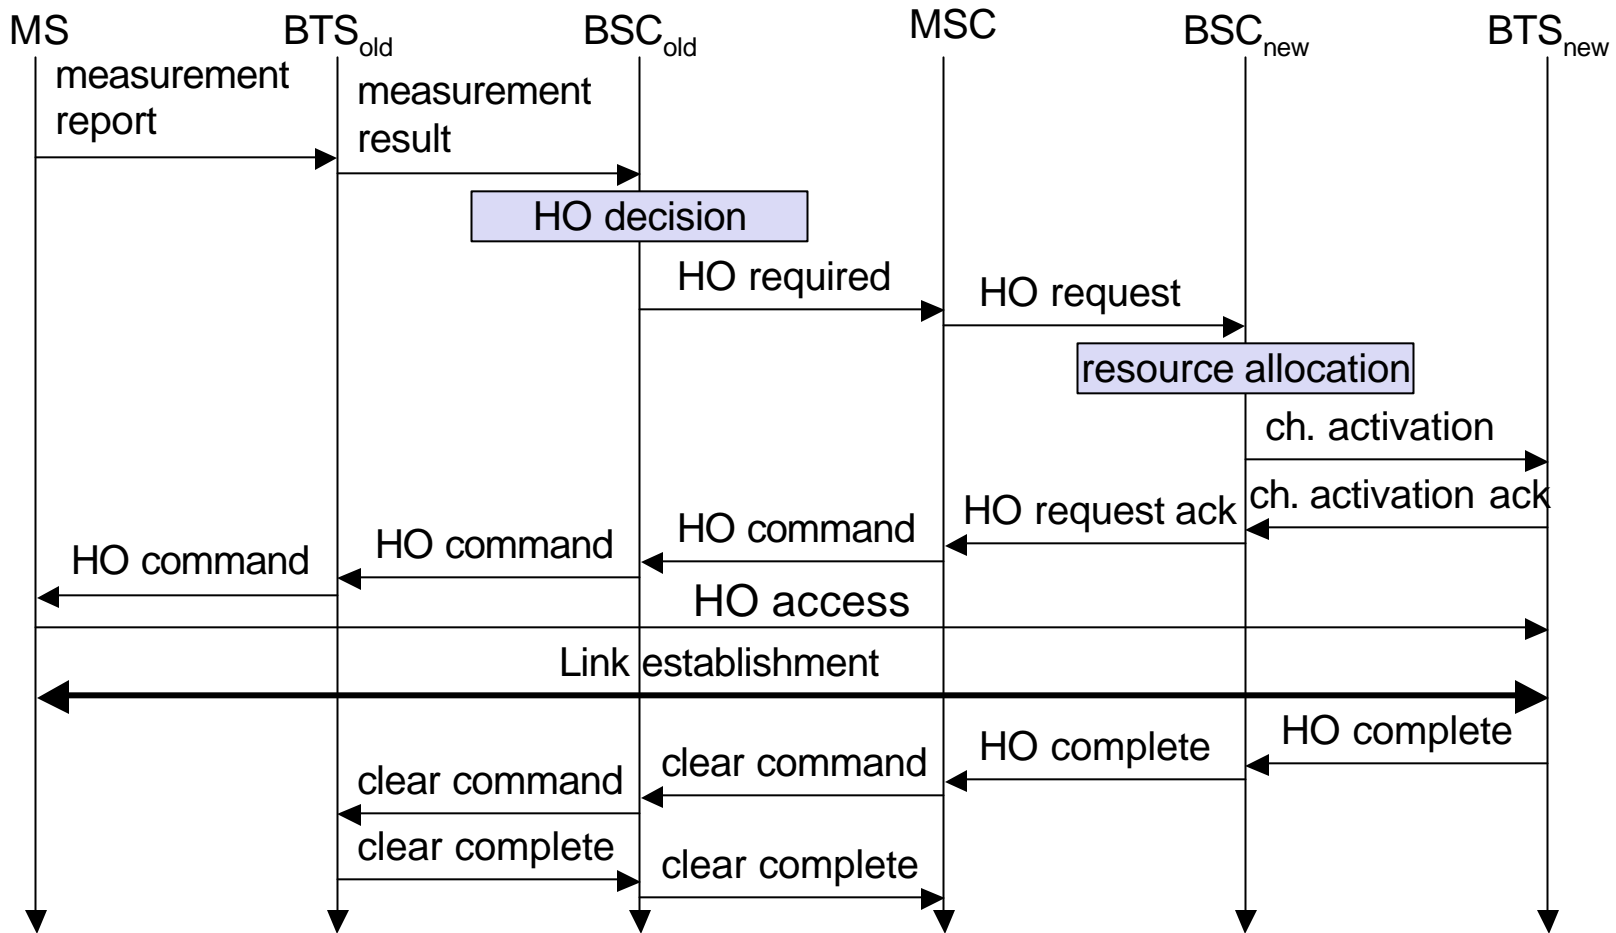 MS
BTSold
BSCold
MSC
BSCnew
BTSnew
measurement
report
measurement
result
HO decision
HO required
HO request
resource allocation
ch. activation
ch. activation ack
HO request ack
HO command
HO command
HO command
HO access
Link establishment
HO complete
HO complete
clear command
clear command
clear complete
clear complete